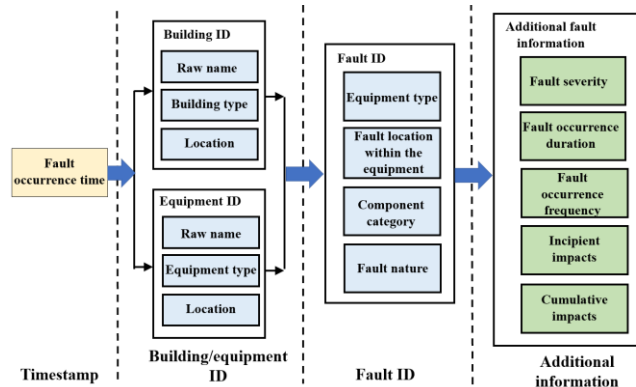 Fault
occurrence time
Timestamp
Building ID
Raw name
Building type
Location
Equipment ID
Raw name
Equipment type
Location
Building/equipment
ID
Fault ID
Equipment type
Fault location
within the
equipment
Component
category
Fault nature
Fault ID
Additional fault
information
Fault severity
Fault occurrence
duration
Fault
occurrence
frequency
Incipient
impacts
Cumulative
impacts
Additional
information